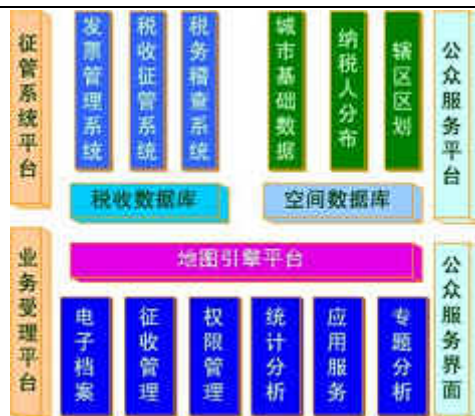 征管系统平台
发票管理系统
税收征管系统
税务稽查系统
城市基础数据
纳税人分布
辖区区划
公众服务平台
税收数据库
空间数据库
地图引擎平台
业务受理平台
电子档案
征收管理
权限管理
统计分析
应用服务
专题分析
公众服务界面